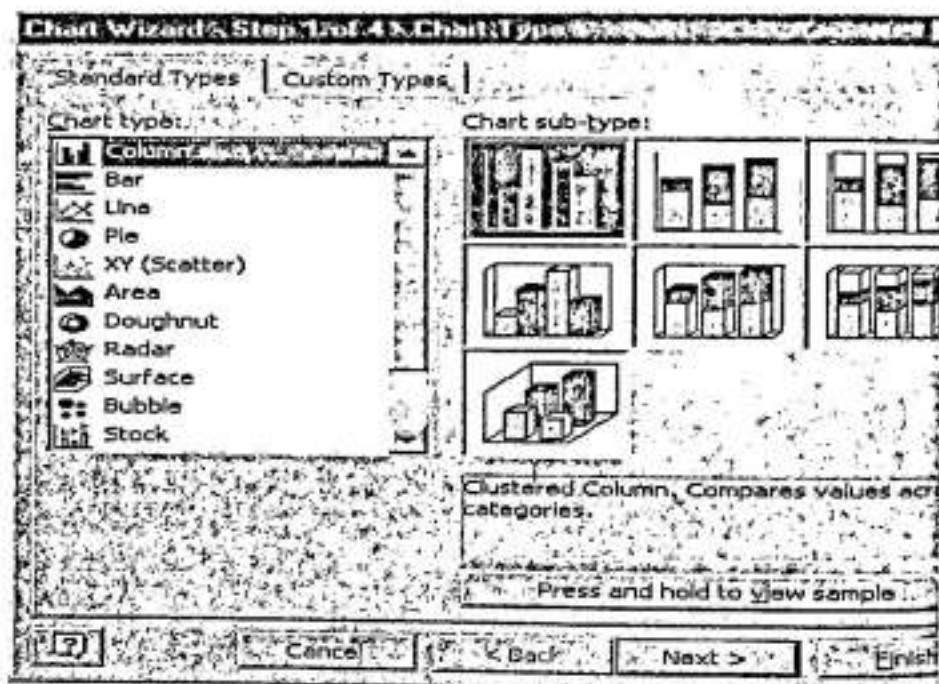 Chart Wizard - Step 1 of 4 - Chart Type
Standard Types
Custom Types
Chart type:
Column
Bar
Line
Pie
XY (Scatter)
Area
Doughnut
Radar
Surface
Bubble
Stock
Chart sub-type:
Clustered Column. Compares values acr
categories.
Press and hold to view sample
?
Cancel
< Back
Next >
Finish